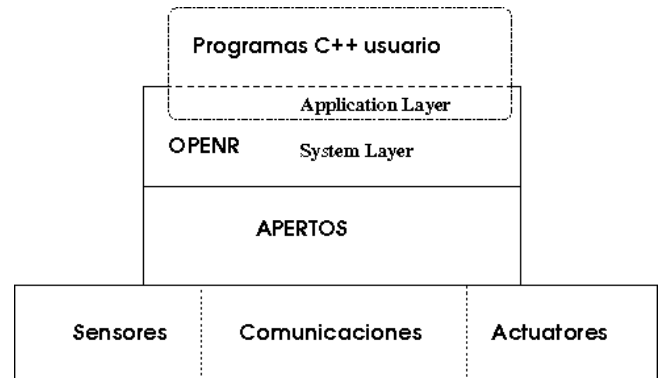 Programas C++ usuario
Application Layer
OPENR
System Layer
APERTOS
Sensores
Comunicaciones
Actuatores